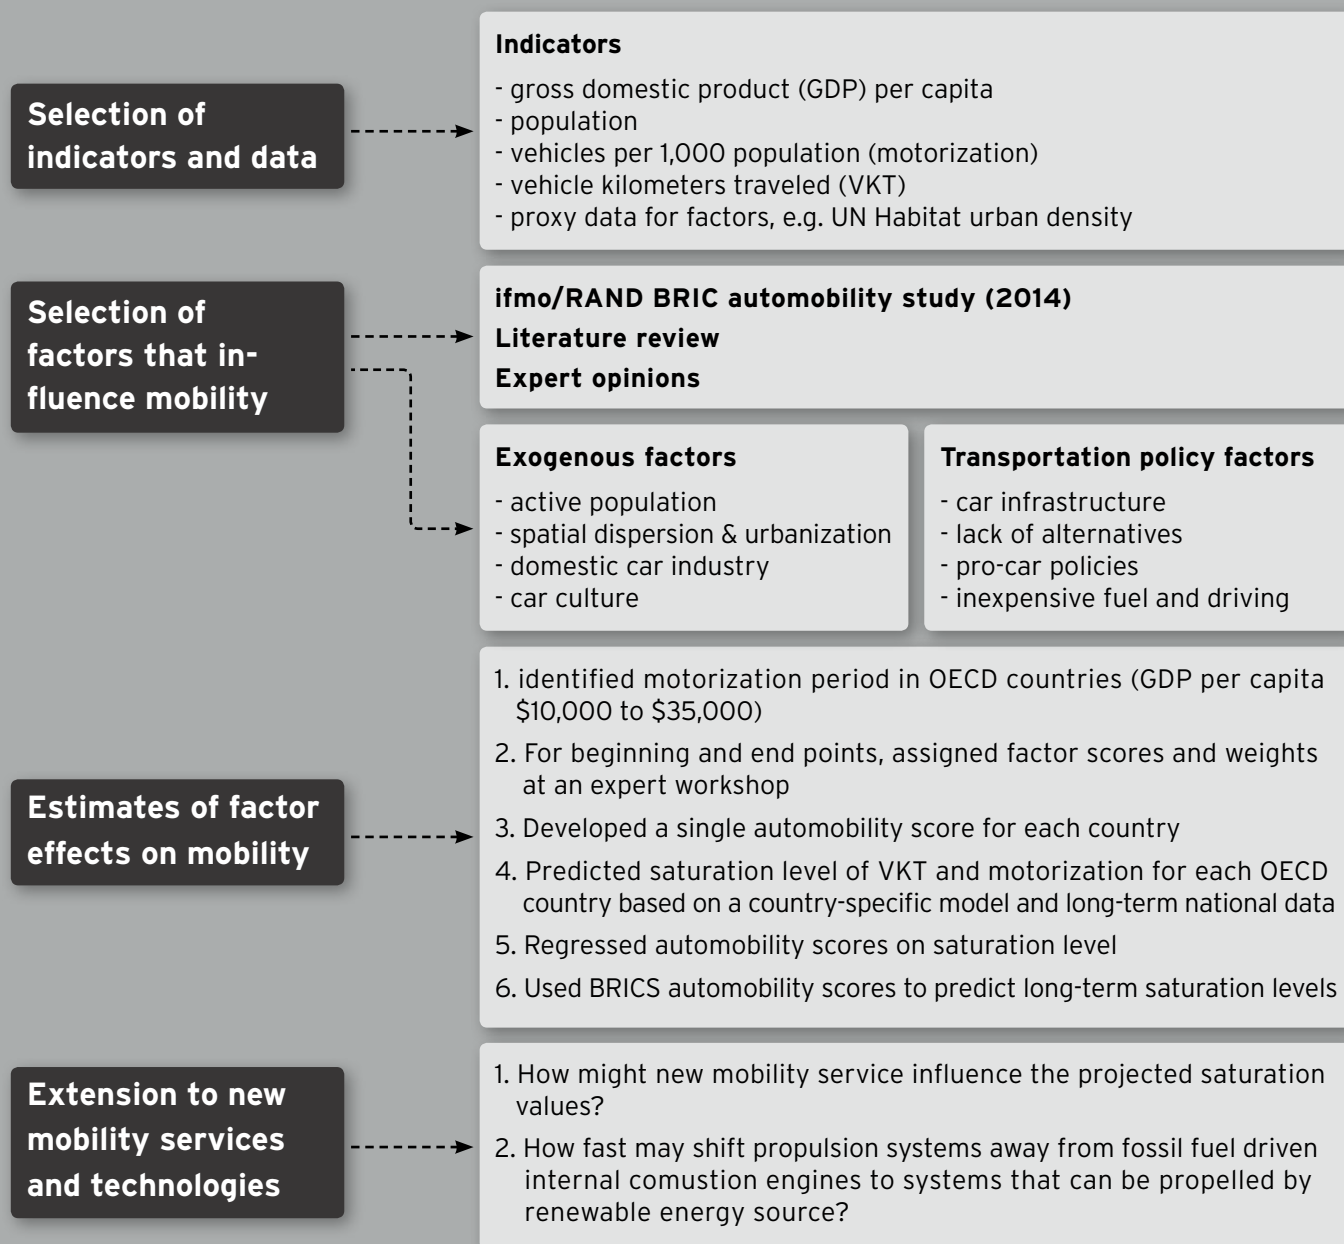 Selection of
indicators and data
Indicators
- gross domestic product (GDP) per capita
- population
- vehicles per 1,000 population (motorization)
- vehicle kilometers traveled (VKT)
- proxy data for factors, e.g. UN Habitat urban density
Selection of
factors that in-
fluence mobility
ifmo/RAND BRIC automobility study (2014)
Literature review
Expert opinions
Exogenous factors
- active population
- spatial dispersion & urbanization
- domestic car industry
- car culture
Transportation policy factors
- car infrastructure
- lack of alternatives
- pro-car policies
- inexpensive fuel and driving
Estimates of factor
effects on mobility
1. identified motorization period in OECD countries (GDP per capita
$10,000 to $35,000)
2. For beginning and end points, assigned factor scores and weights
at an expert workshop
3. Developed a single automobility score for each country
4. Predicted saturation level of VKT and motorization for each OECD
country based on a country-specific model and long-term national data
5. Regressed automobility scores on saturation level
6. Used BRICS automobility scores to predict long-term saturation levels
Extension to new
mobility services
and technologies
1. How might new mobility service influence the projected saturation
values?
2. How fast may shift propulsion systems away from fossil fuel driven
internal comustion engines to systems that can be propelled by
renewable energy source?